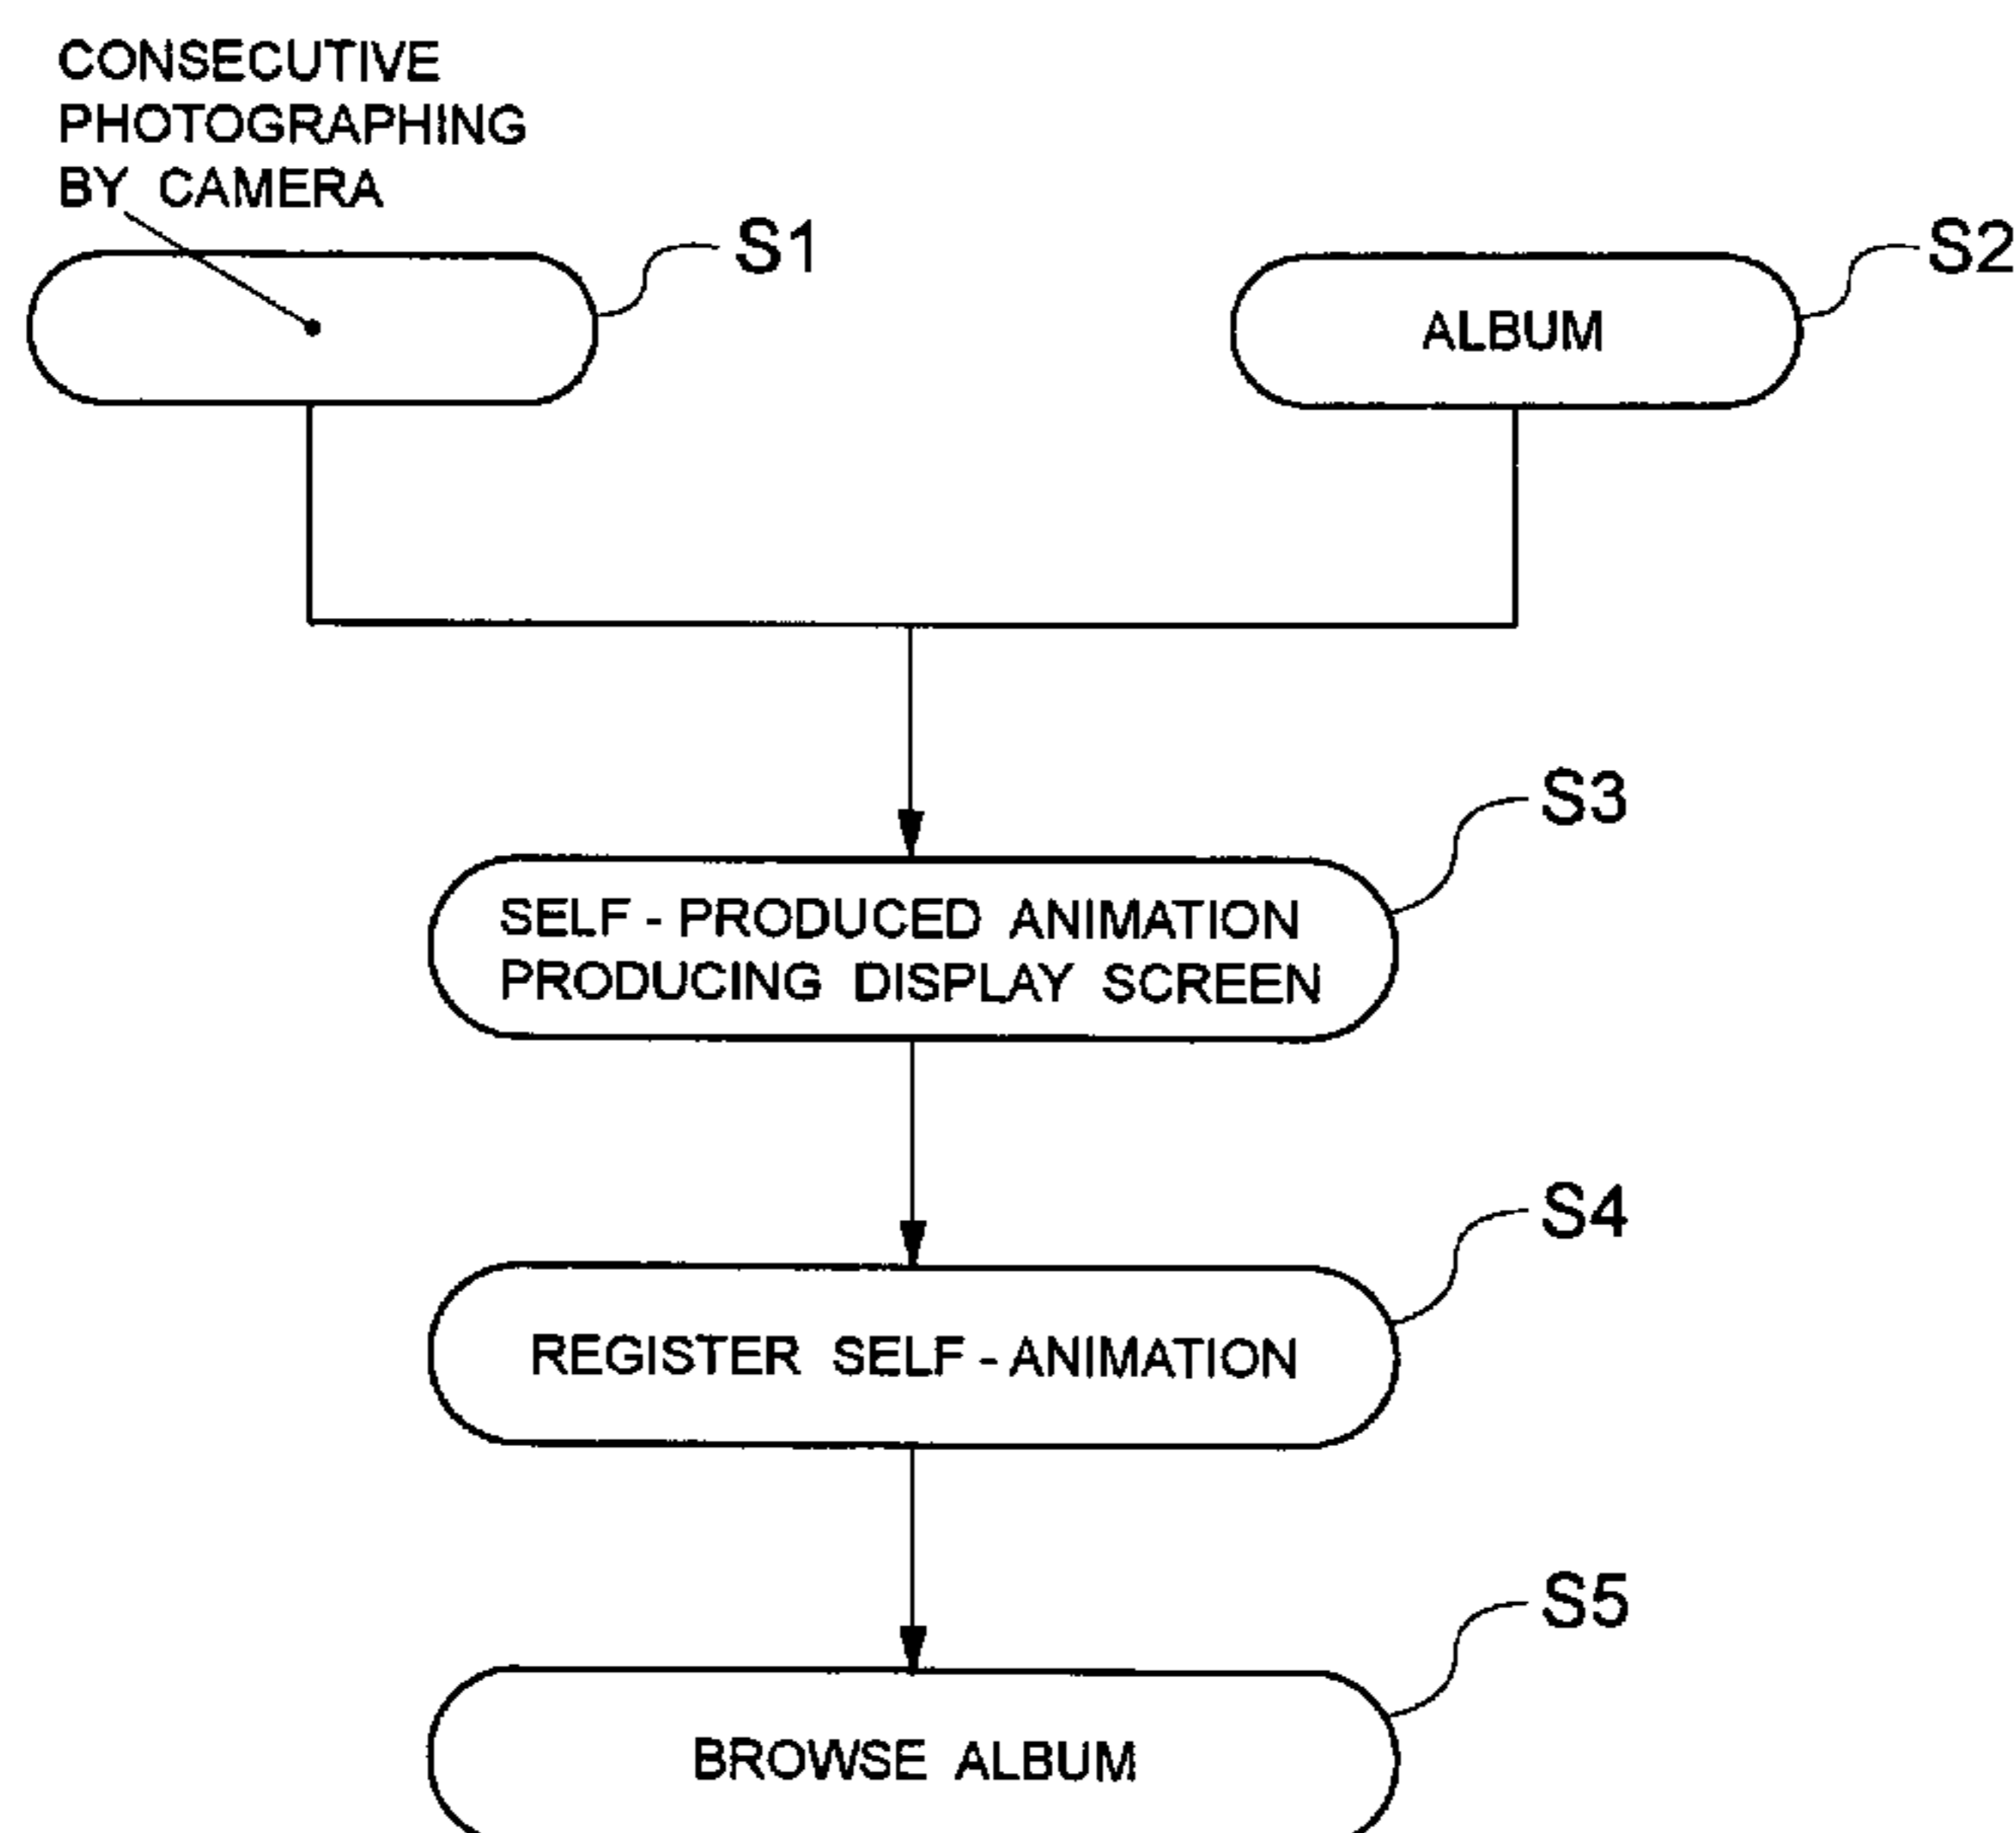 CONSECUTIVE
PHOTOGRAPHING
BY CAMERA
S1
S2
ALBUM
S3
SELF - PRODUCED ANIMATION
PRODUCING DISPLAY SCREEN
S4
REGISTER SELF - ANIMATION
S5
BROWSE ALBUM